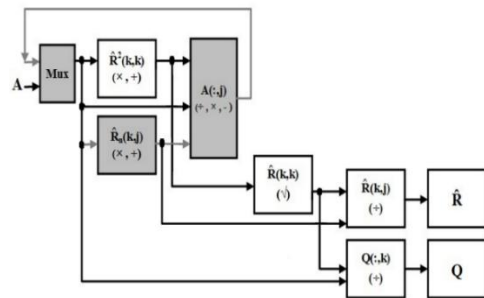 R̂²(k,k)
(×,+)
Mux
A
A(:,j)
(÷,×,-)
R̂ₙ(k,j)
(×,+)
R̂(k,k)
(√)
R̂(k,j)
(÷)
R̂
Q(:,k)
(÷)
Q